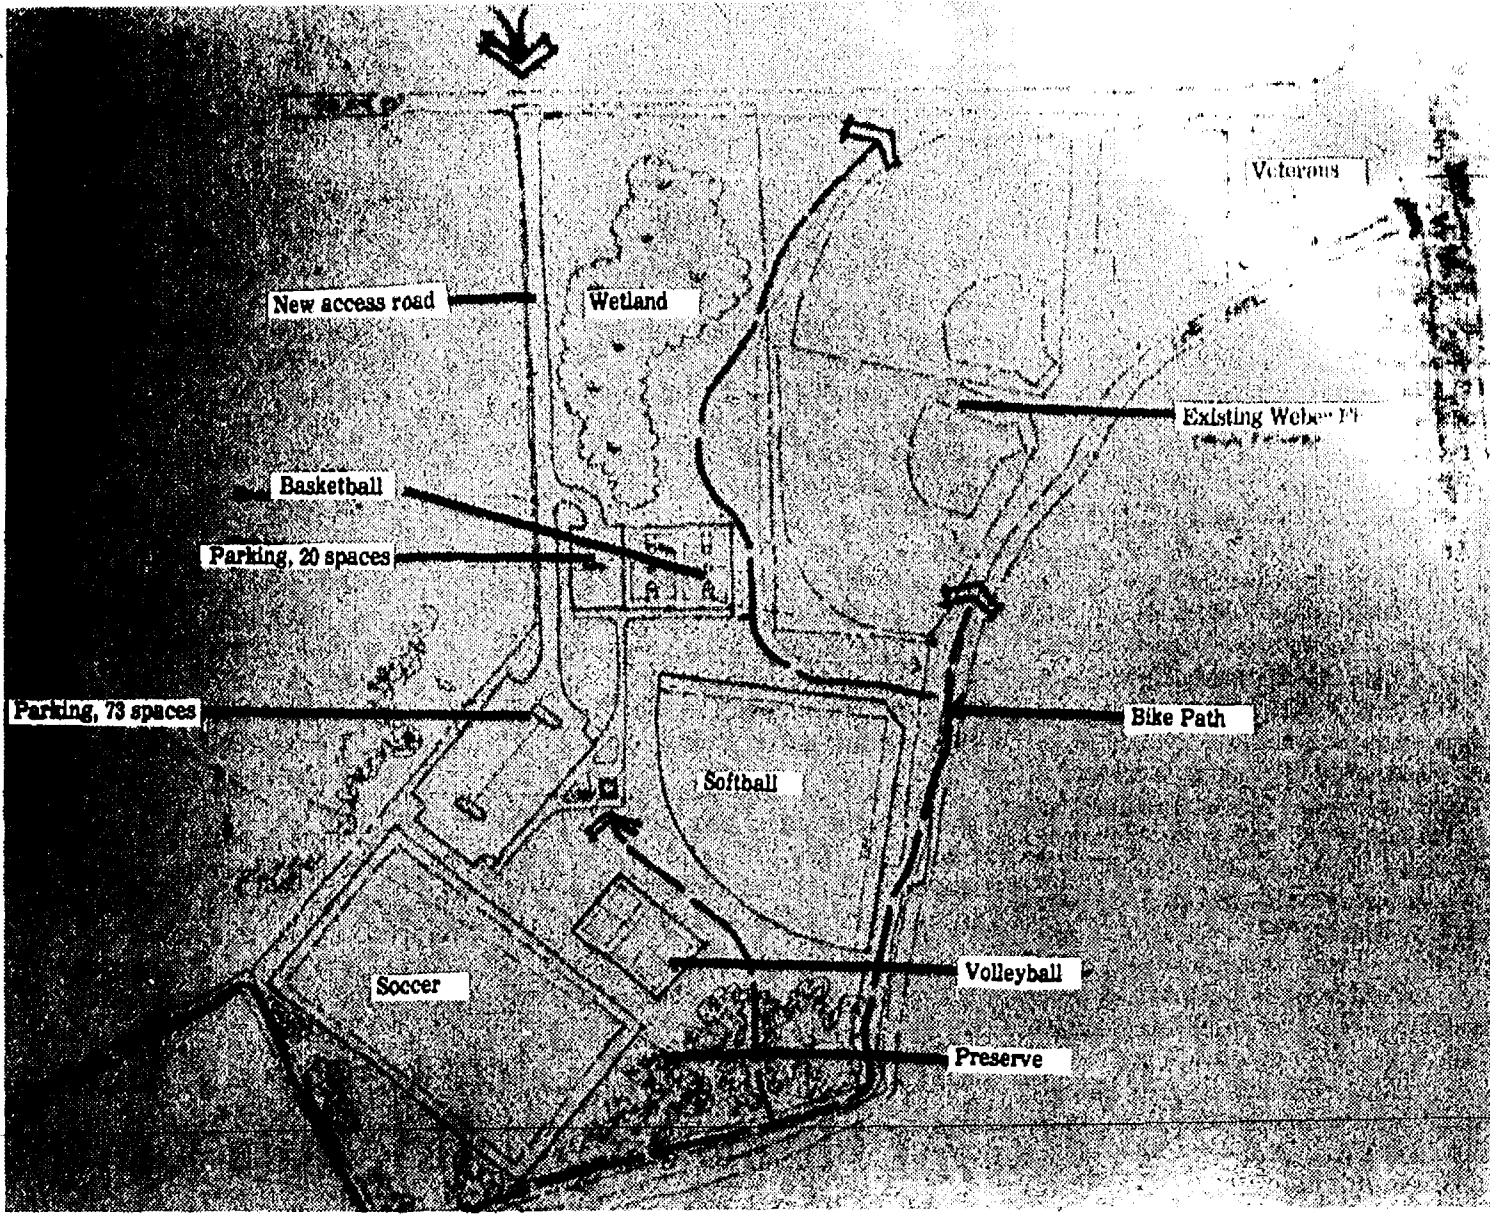 Veterans
New access road
Wetland
Existing Weber
Basketball
Parking, 20 spaces
Parking, 73 spaces
Bike Path
Softball
Volleyball
Soccer
Preserve